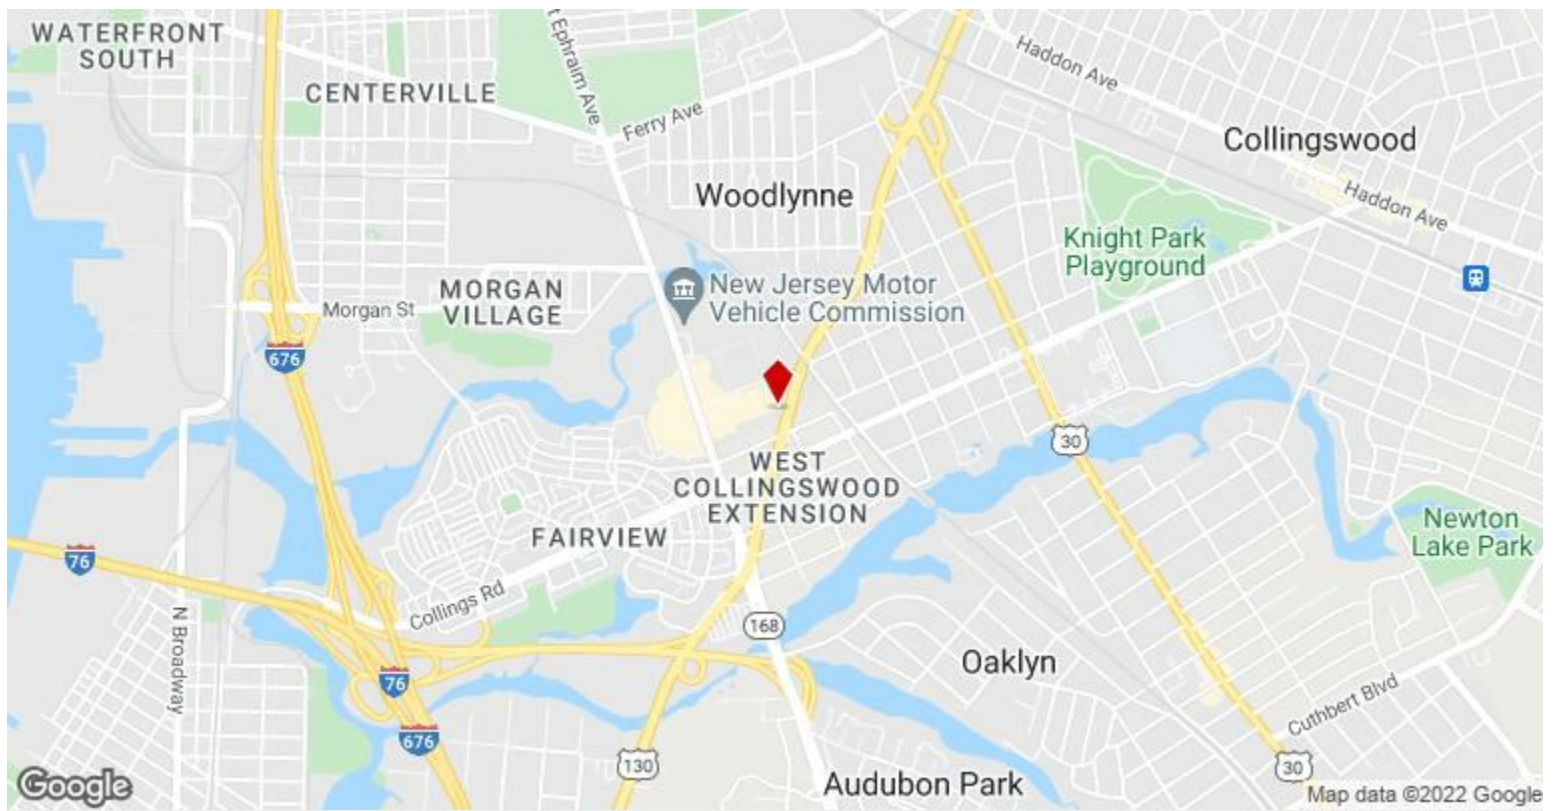 WATERFRONT
SOUTH
CENTERVILLE
t Ephraim Ave
Ferry Ave
Haddon Ave
Collingswood
Haddon Ave
Woodlynne
Knight Park
Playground
New Jersey Motor
Vehicle Commission
MORGAN
VILLAGE
Morgan St
676
30
WEST
COLLINGSWOOD
EXTENSION
FAIRVIEW
Newton
Lake Park
76
Collings Rd
N Broadway
168
Oaklyn
76
676
Cuthbert Blvd
130
30
Audubon Park
Google
Map data ©2022 Google